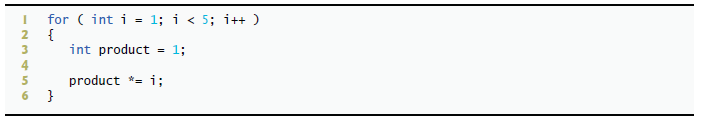 1 for ( int i = 1; i < 5; i++ )
2 {
3    int product = 1;
4
5    product *= i;
6 }